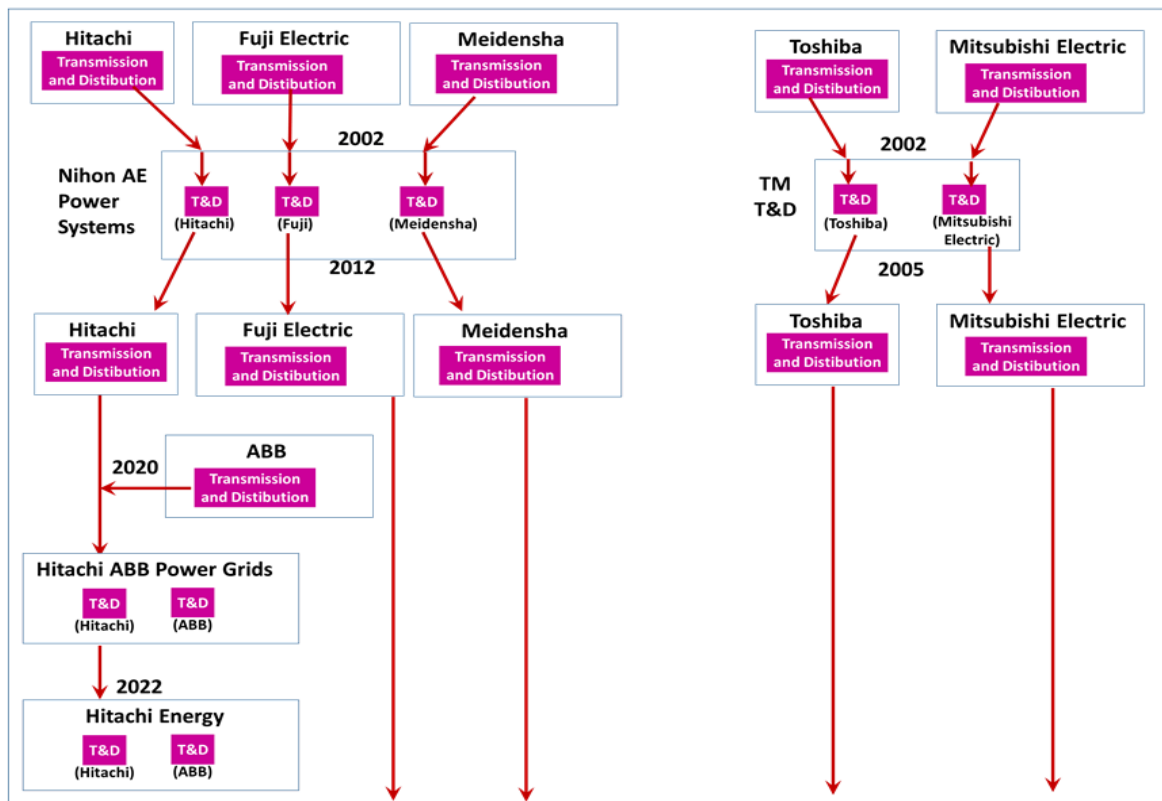 Hitachi
Transmission
and Distibution
Fuji Electric
Transmission
and Distibution
Meidensha
Transmission
and Distibution
Toshiba
Transmission
and Distibution
Mitsubishi Electric
Transmission
and Distibution
2002
Nihon AE
Power
Systems
T&D
(Hitachi)
T&D
(Fuji)
T&D
(Meidensha)
2012
2002
TM
T&D
T&D
(Toshiba)
T&D
(Mitsubishi
Electric)
2005
Hitachi
Transmission
and Distibution
Fuji Electric
Transmission
and Distibution
Meidensha
Transmission
and Distibution
Toshiba
Transmission
and Distibution
Mitsubishi Electric
Transmission
and Distibution
2020
ABB
Transmission
and Distibution
Hitachi ABB Power Grids
T&D
(Hitachi)
T&D
(ABB)
2022
Hitachi Energy
T&D
(Hitachi)
T&D
(ABB)